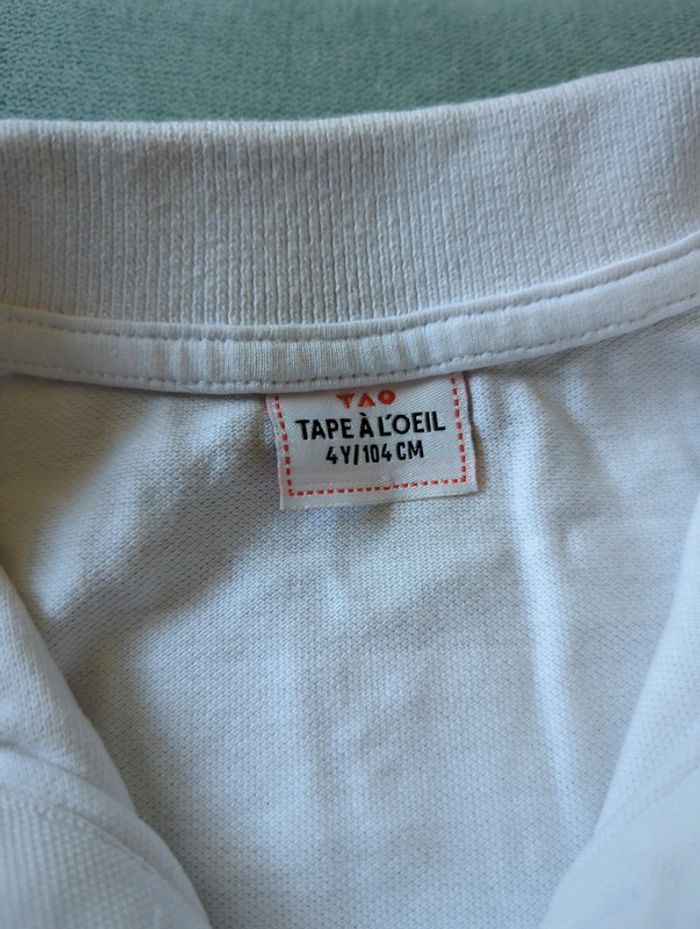 TAO
TAPE À L'OEIL
4Y/104 CM